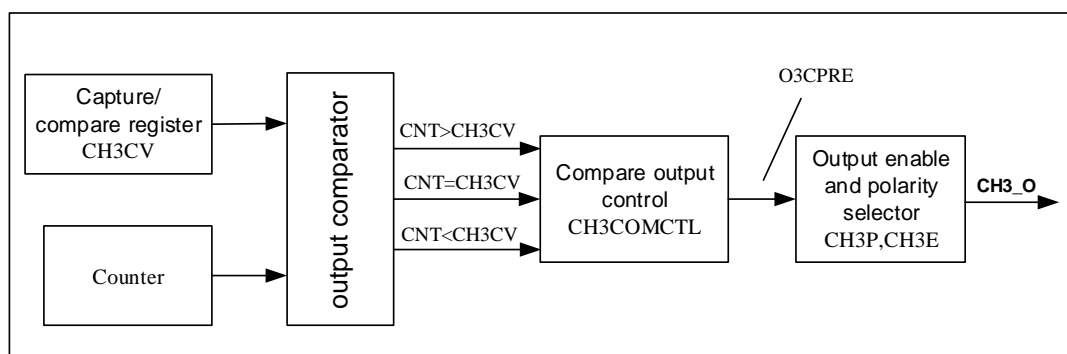 Capture/
compare register
CH3CV
Counter
output comparator
CNT>CH3CV
CNT=CH3CV
CNT<CH3CV
Compare output
control
CH3COMCTL
O3CPRE
Output enable
and polarity
selector
CH3P,CH3E
CH3_O